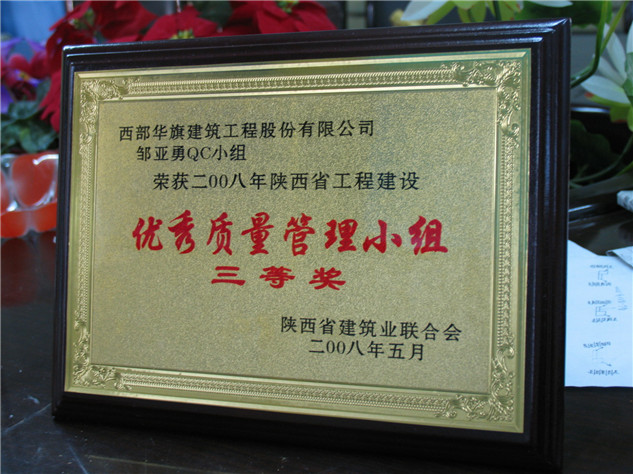 西部华旗建筑工程股份有限公司
邹亚勇QC小组
荣获二00八年陕西省工程建设
优秀质量管理小组
三等奖
陕西省建筑业联合会
二00八年五月